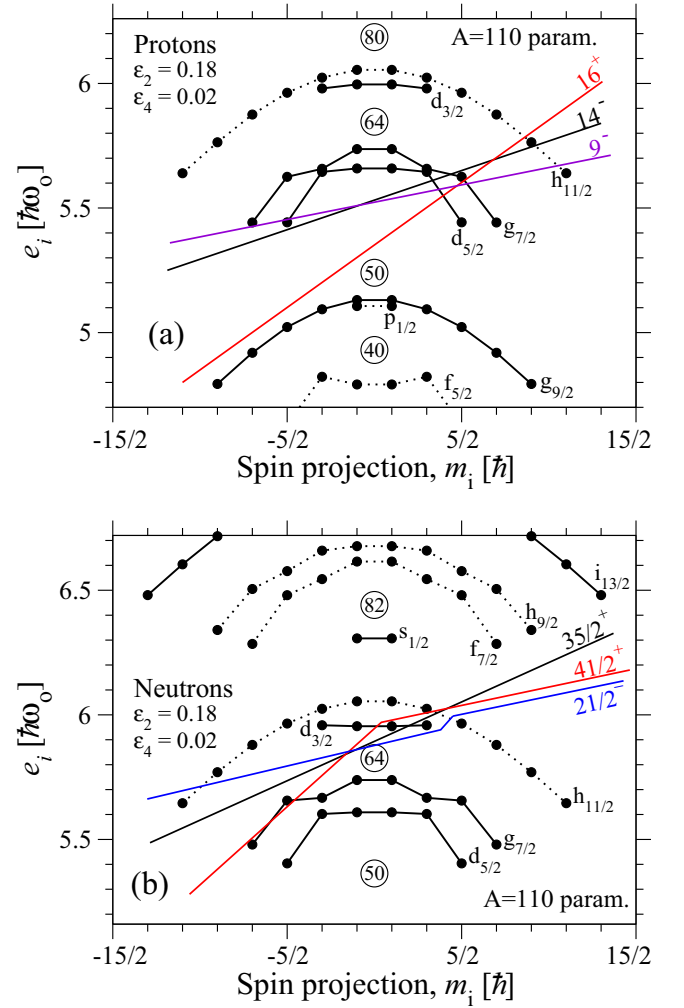 80
Protons
A=110 param.
ε2 = 0.18
ε4 = 0.02
16+
6
d3/2
14-
64
9-
h11/2
5.5
d5/2
g7/2
ei [ħωo]
50
p1/2
5
(a)
40
f5/2
g9/2
-15/2
-5/2
5/2
15/2
Spin projection, mi [ħ]
6.5
i13/2
82
h9/2
35/2+
s1/2
f7/2
41/2+
Neutrons
21/2-
ε2 = 0.18
ε4 = 0.02
6
d3/2
64
h11/2
5.5
g7/2
d5/2
ei [ħωo]
(b)
50
A=110 param.
-15/2
-5/2
5/2
15/2
Spin projection, mi [ħ]